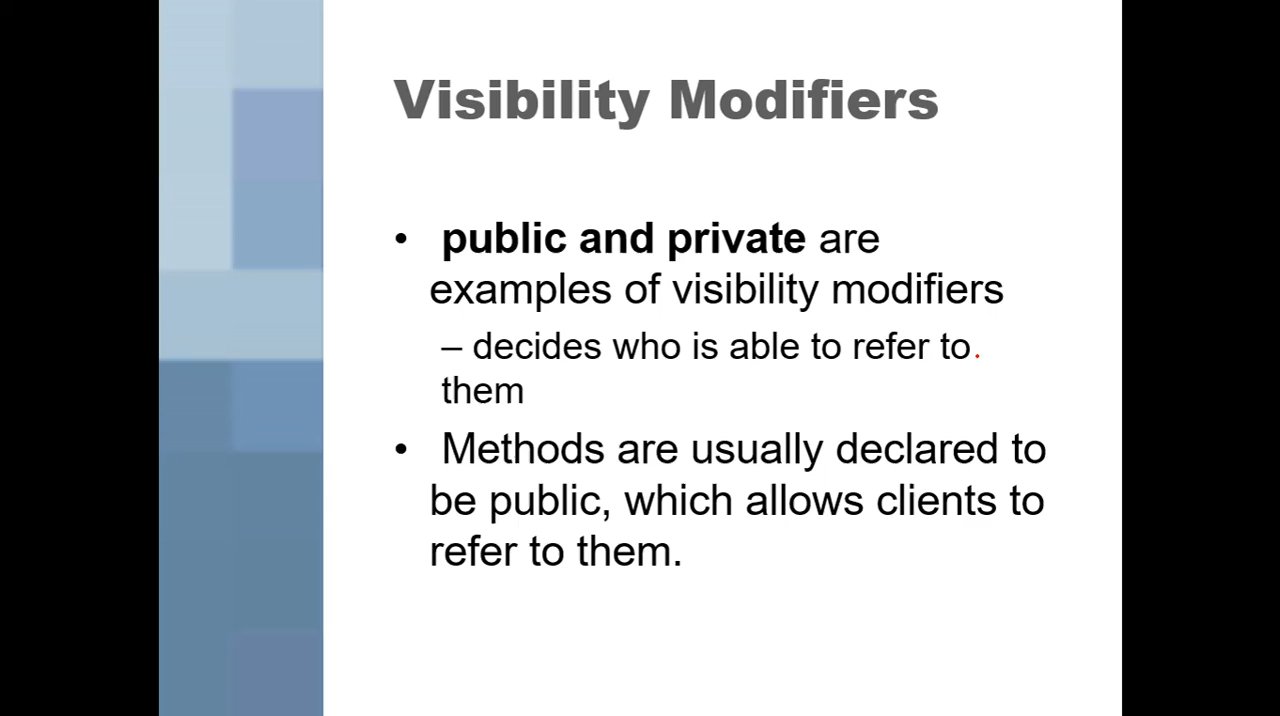 Visibility Modifiers
• public and private are
examples of visibility modifiers
– decides who is able to refer to
them
• Methods are usually declared to
be public, which allows clients to
refer to them.